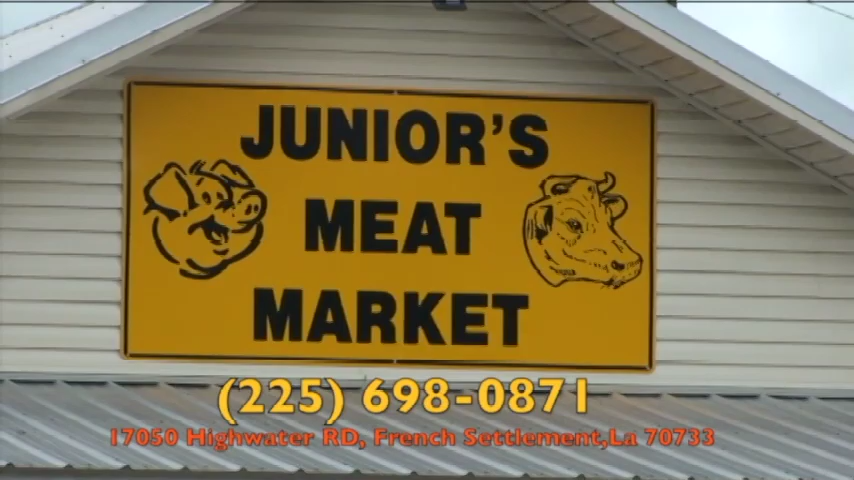 JUNIOR'S
MEAT
MARKET
(225) 698-0871
17050 Highwater RD, French Settlement,La 70733